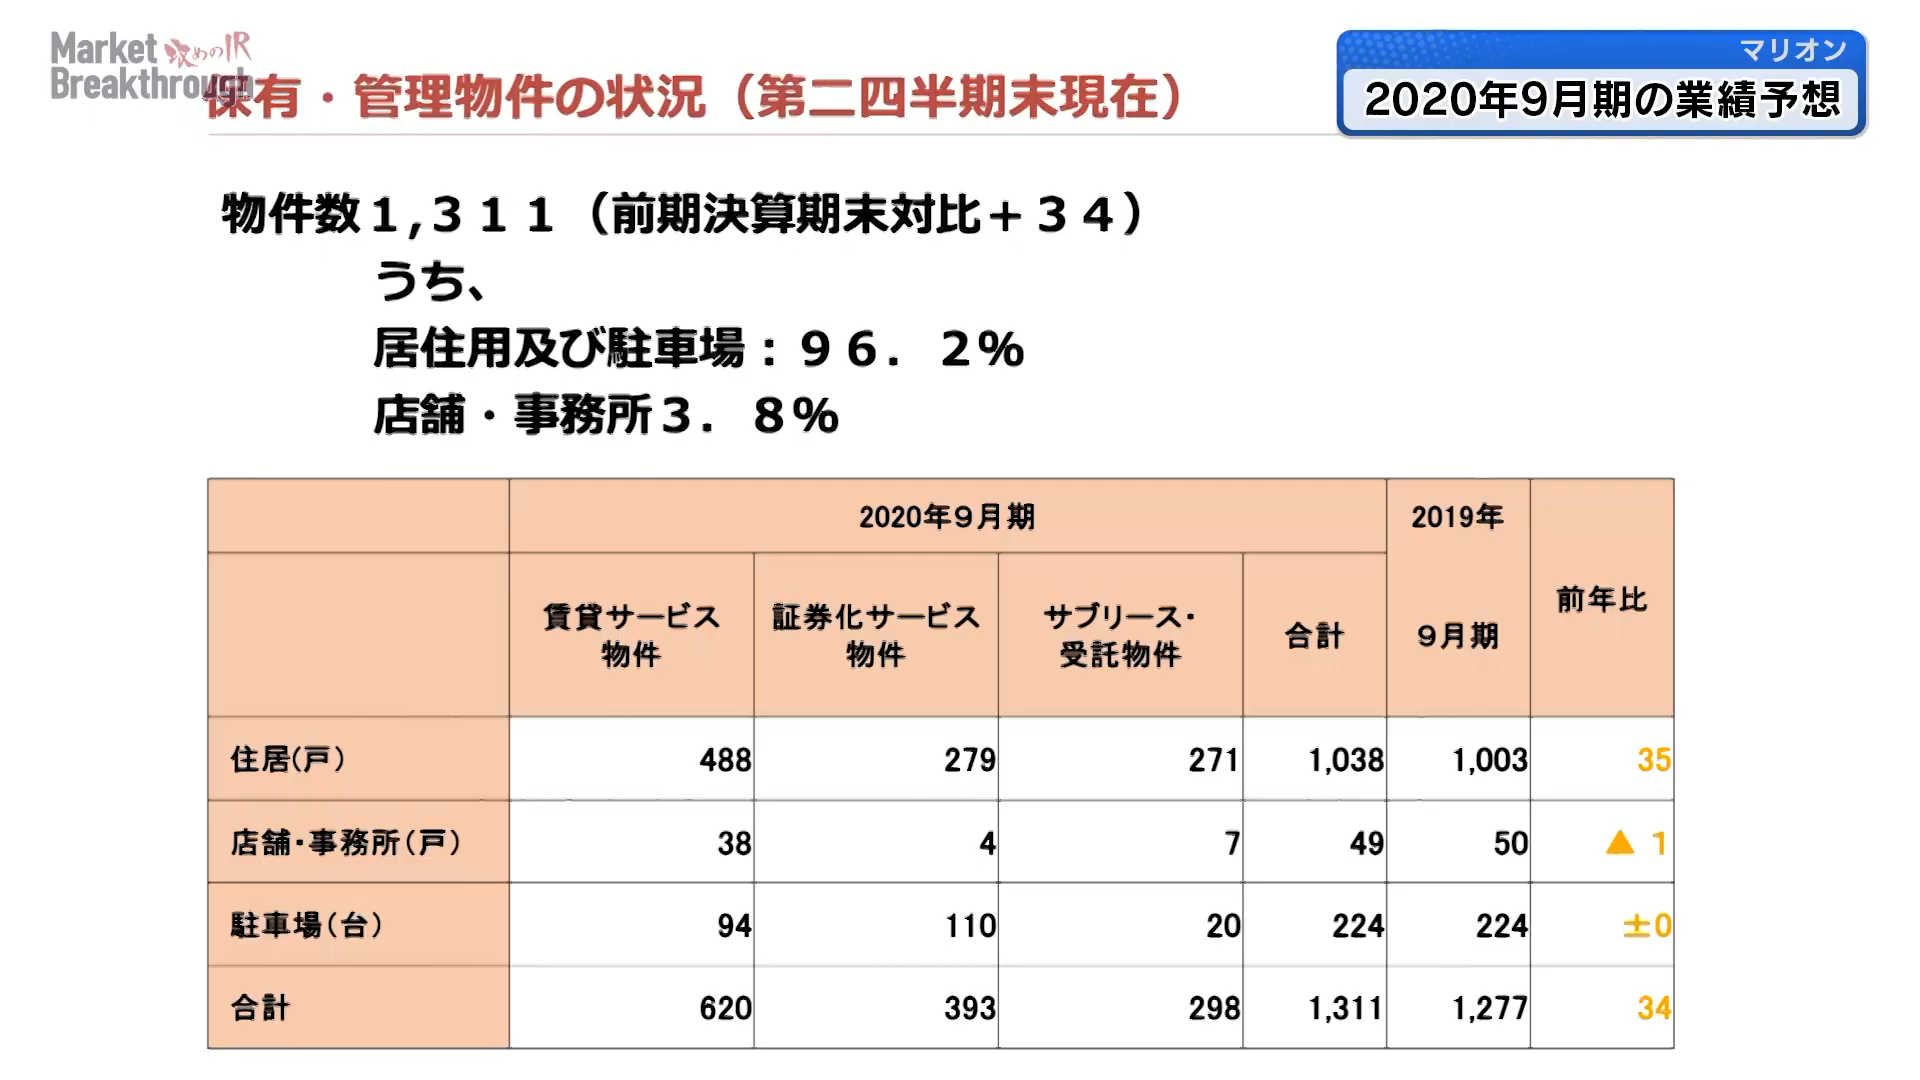 Market 攻めのIR
Breakthrough
マリオン
2020年9月期の業績予想
保有・管理物件の状況（第二四半期末現在）
物件数１,３１１（前期決算期末対比＋３４）
うち、
居住用及び駐車場：９６．２％
店舗・事務所３．８％
2020年9月期
2019年
9月期
前年比
賃貸サービス
物件
証券化サービス
物件
サブリース・
受託物件
合計
住居(戸) 488 279 271 1,038 1,003 35
店舗・事務所(戸) 38 4 7 49 50 ▲ 1
駐車場(台) 94 110 20 224 224 ±0
合計 620 393 298 1,311 1,277 34